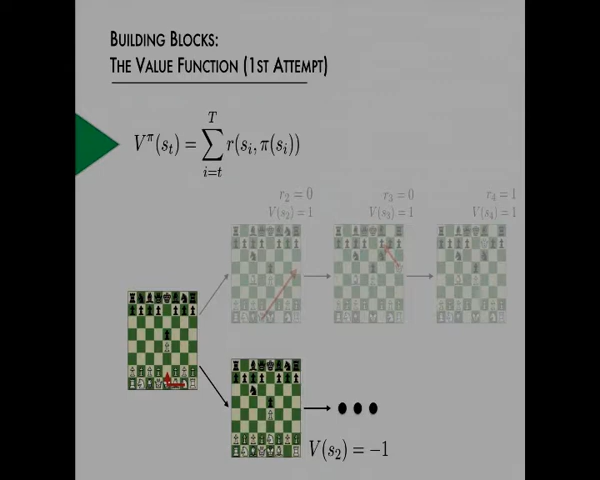 BUILDING BLOCKS:
THE VALUE FUNCTION (1ST ATTEMPT)
V^π(s_t) = ∑_{i=t}^{T} r(s_i, π(s_i))
r_2 = 0
V(s_2) = 1
r_3 = 0
V(s_3) = 1
r_4 = 1
V(s_4) = 1
V(s_2) = −1